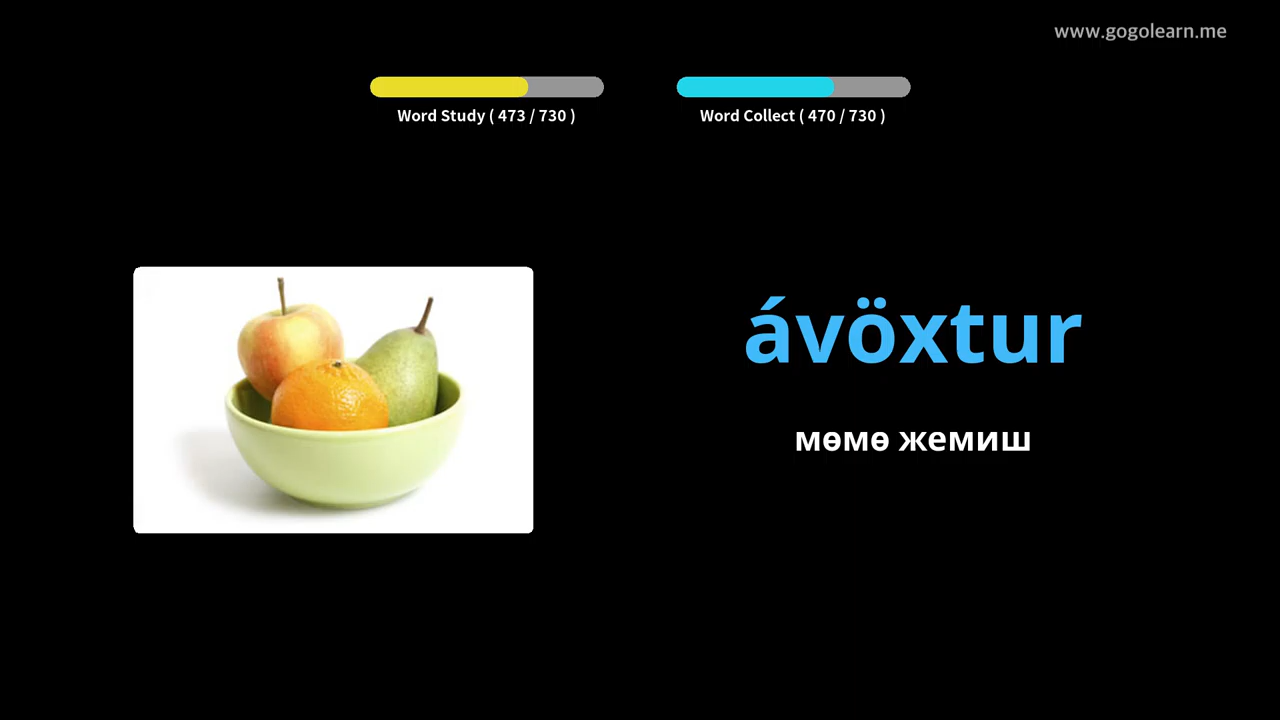 www.gogolearn.me
Word Study ( 473 / 730 )
Word Collect ( 470 / 730 )
ávöxtur
мөмө жемиш